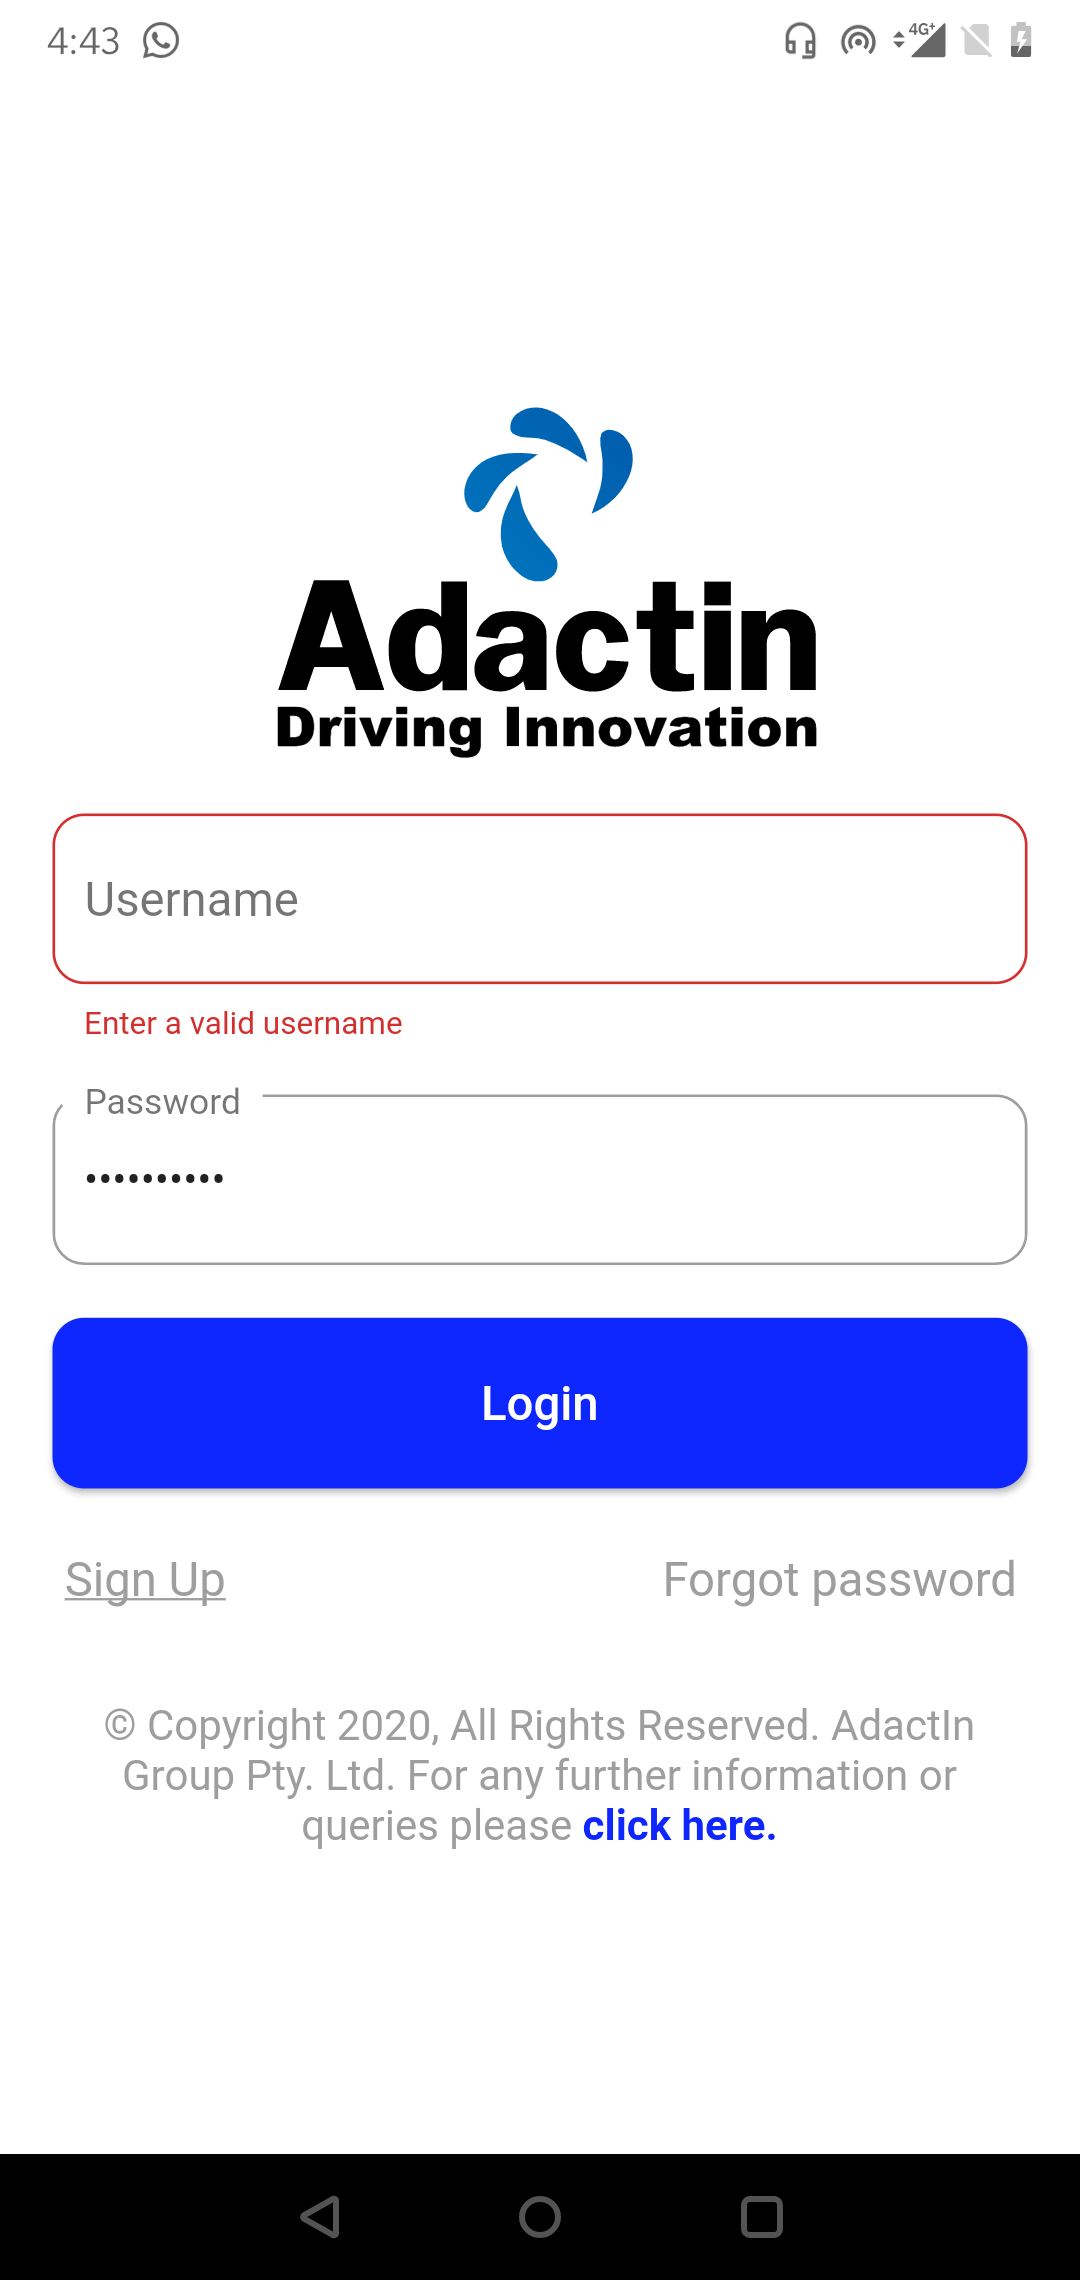 4:43
4G+
Adactin
Driving Innovation
Username
Enter a valid username
Password
••••••••••
Login
Sign Up
Forgot password
© Copyright 2020, All Rights Reserved. AdactIn
Group Pty. Ltd. For any further information or
queries please click here.